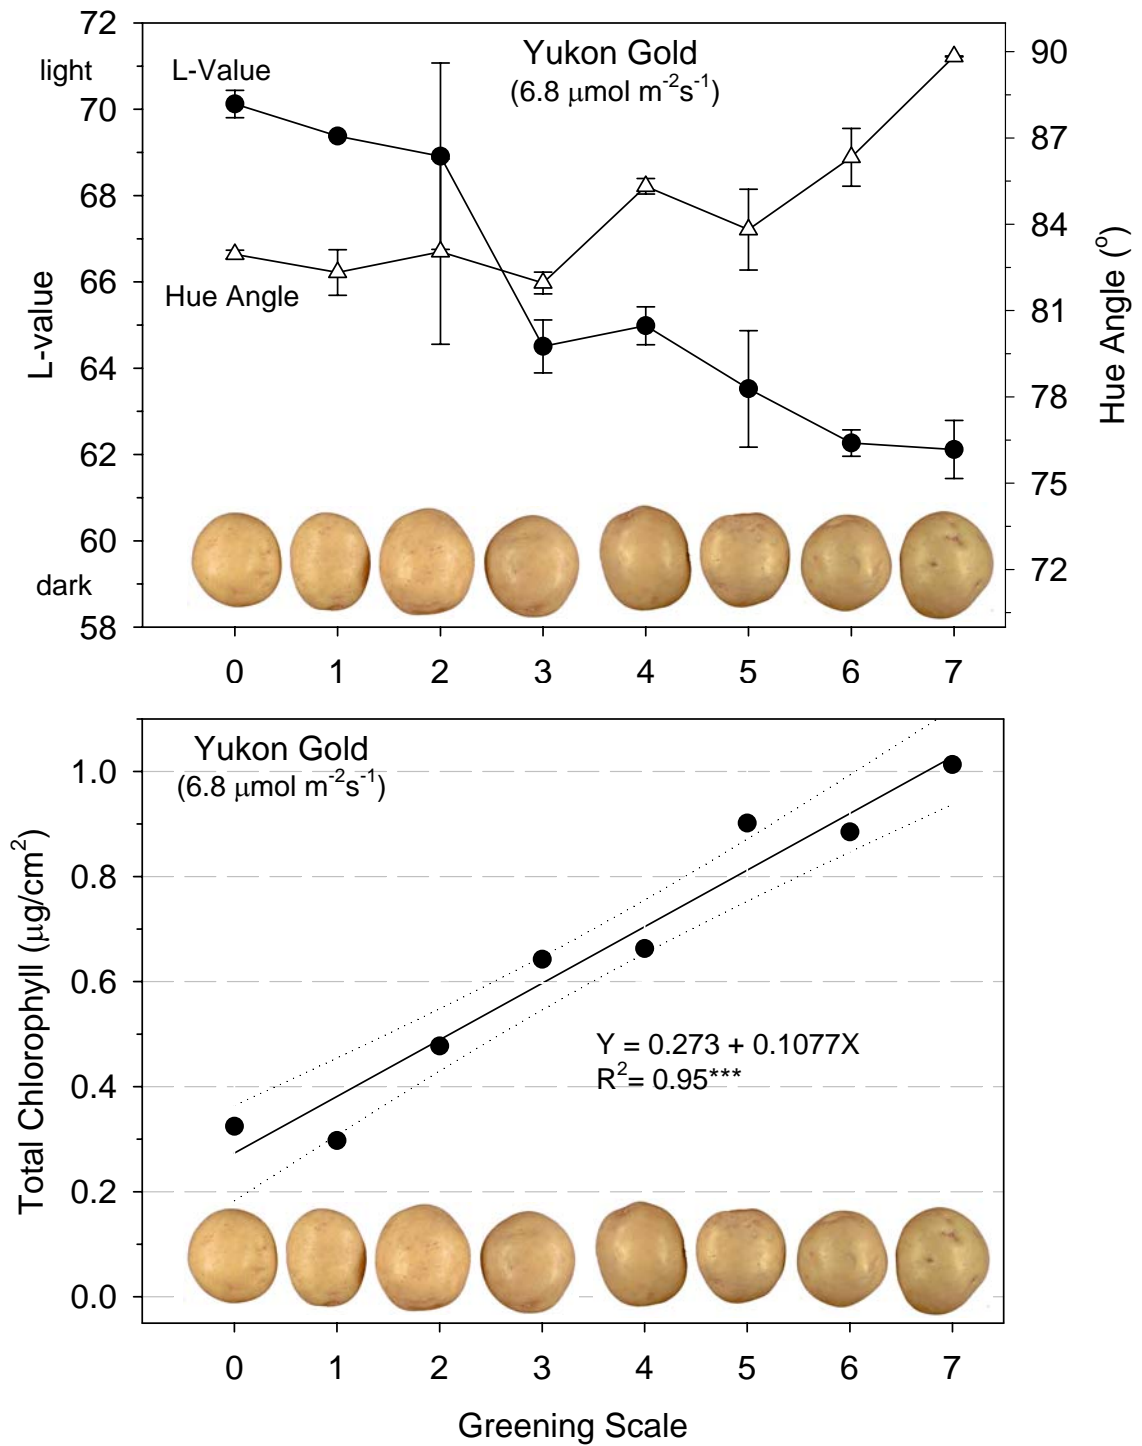 Yukon Gold
(6.8 μmol m⁻²s⁻¹)
light
dark
L-Value
Hue Angle
L-value
72
70
68
66
64
62
60
58
Hue Angle (º)
90
87
84
81
78
75
72
0 1 2 3 4 5 6 7
Yukon Gold
(6.8 μmol m⁻²s⁻¹)
Total Chlorophyll (μg/cm²)
1.0
0.8
0.6
0.4
0.2
0.0
Y = 0.273 + 0.1077X
R²= 0.95***
0 1 2 3 4 5 6 7
Greening Scale